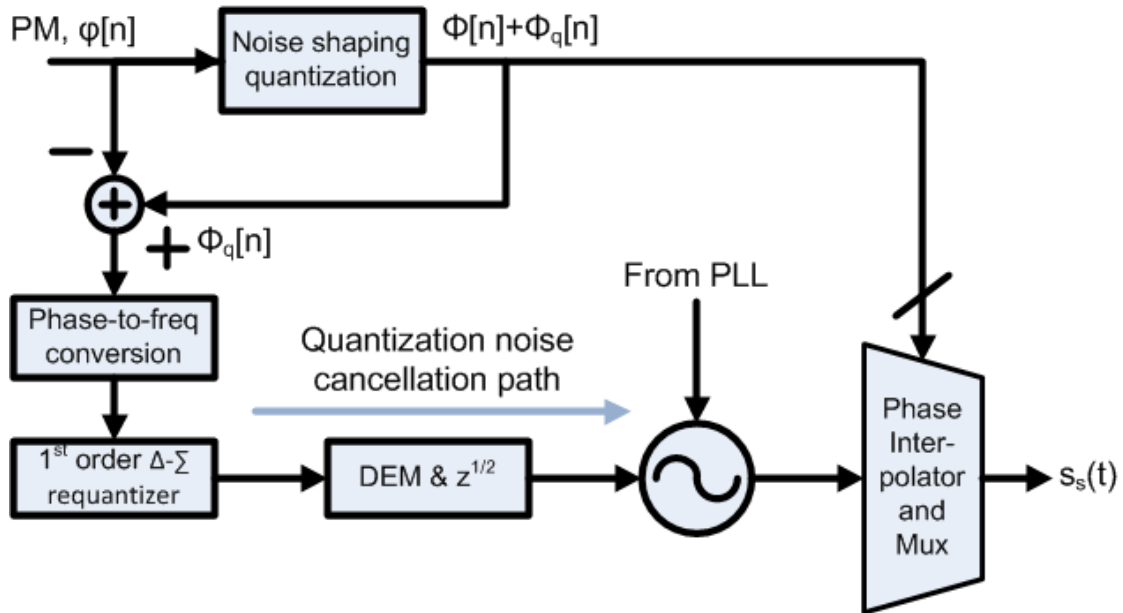 PM, φ[n]
Noise shaping
quantization
Φ[n]+Φq[n]
−
+
+ Φq[n]
From PLL
Phase-to-freq
conversion
Quantization noise
cancellation path
1st order Δ-Σ
requantizer
DEM & z1/2
Phase
Inter-
polator
and
Mux
ss(t)